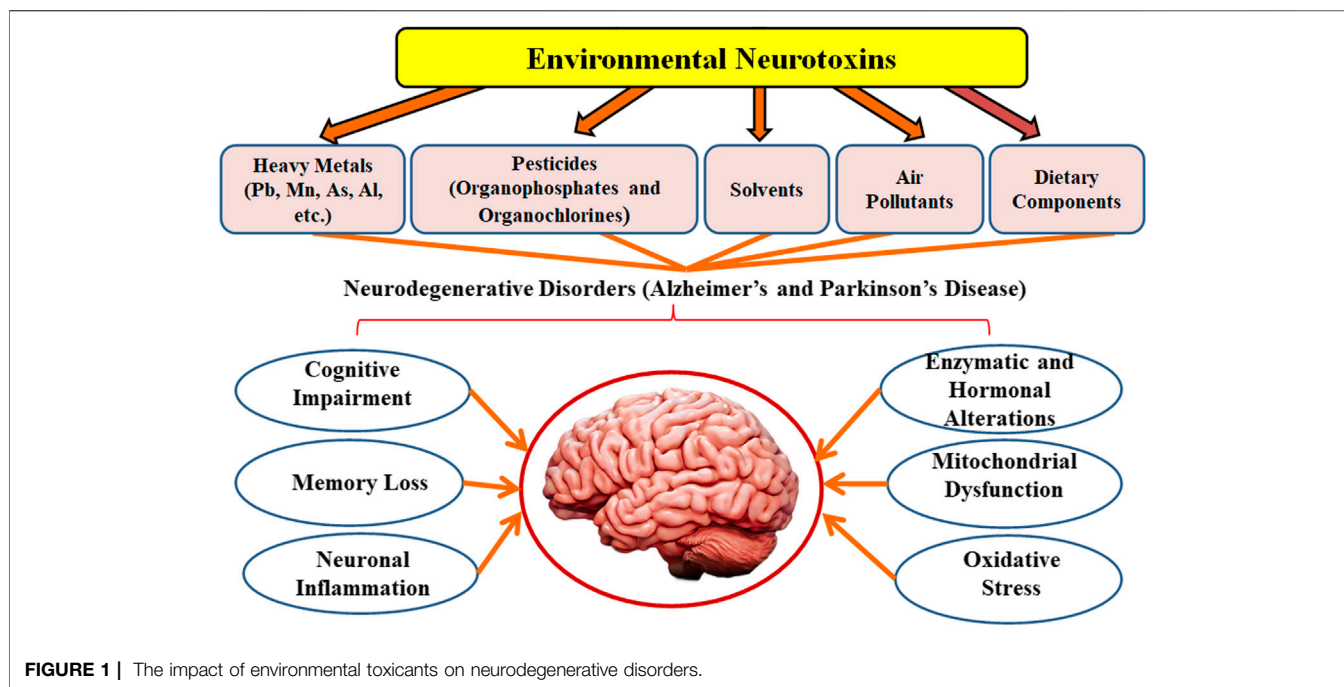 Environmental Neurotoxins
Heavy Metals
(Pb, Mn, As, Al,
etc.)
Pesticides
(Organophosphates and
Organochlorines)
Solvents
Air
Pollutants
Dietary
Components
Neurodegenerative Disorders (Alzheimer's and Parkinson's Disease)
Cognitive
Impairment
Memory Loss
Neuronal
Inflammation
Enzymatic and
Hormonal
Alterations
Mitochondrial
Dysfunction
Oxidative
Stress
FIGURE 1 | The impact of environmental toxicants on neurodegenerative disorders.